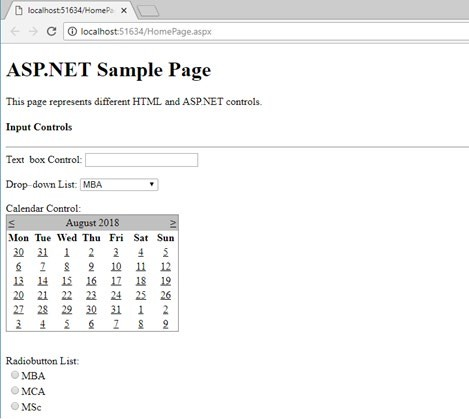 localhost:51634/HomePa
localhost:51634/HomePage.aspx
ASP.NET Sample Page
This page represents different HTML and ASP.NET controls.
Input Controls
Text box Control:
Drop-down List: MBA
Calendar Control:
< August 2018 >
Mon Tue Wed Thu Fri Sat Sun
30 31 1 2 3 4 5
6 7 8 9 10 11 12
13 14 15 16 17 18 19
20 21 22 23 24 25 26
27 28 29 30 31 1 2
3 4 5 6 7 8 9
Radiobutton List:
MBA
MCA
MSc